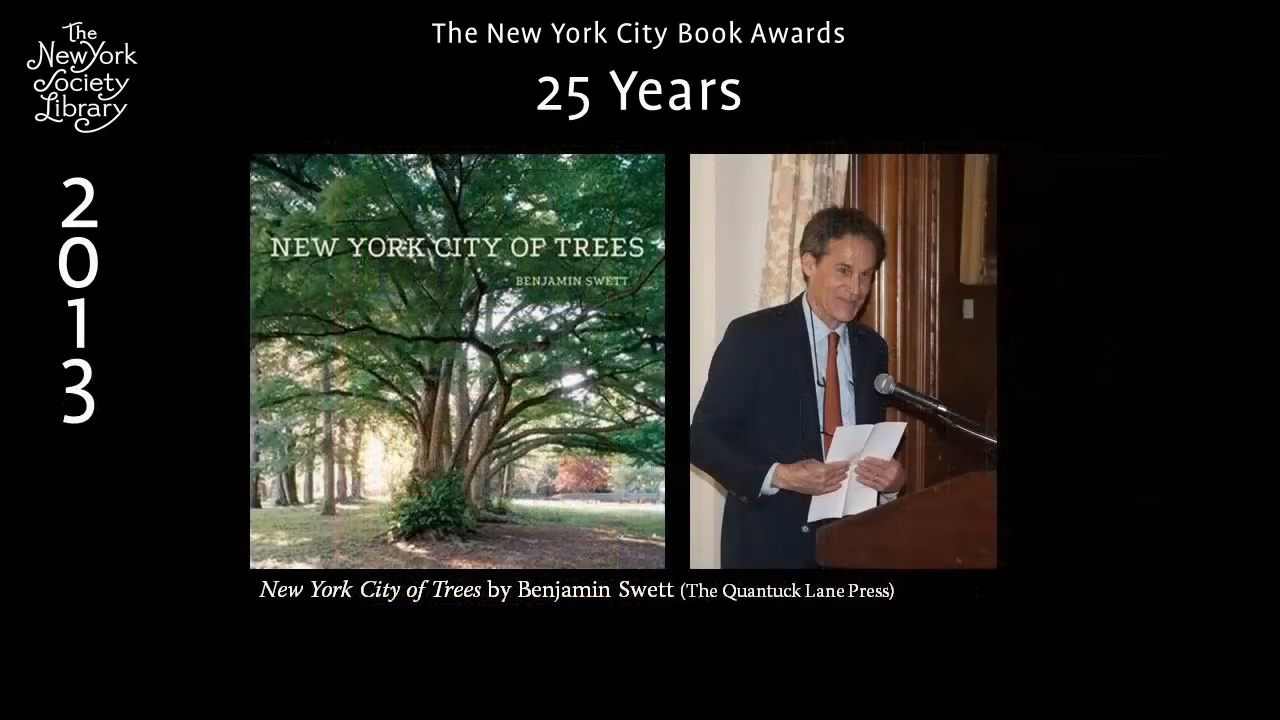 The
New York
Society
Library
The New York City Book Awards
25 Years
2
0
1
3
NEW YORK CITY OF TREES
BENJAMIN SWETT
New York City of Trees by Benjamin Swett (The Quantuck Lane Press)